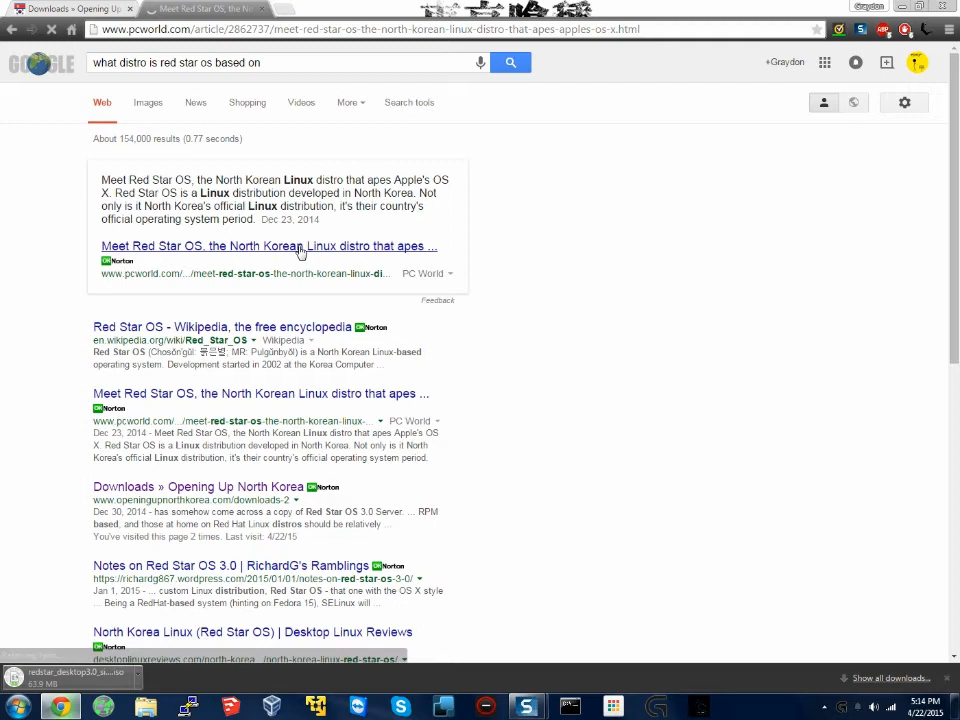 Downloads » Opening Up
Meet Red Star OS, the No
Graydon
www.pcworld.com/article/2862737/meet-red-star-os-the-north-korean-linux-distro-that-apes-apples-os-x.html
GOOGLE
what distro is red star os based on
+Graydon
Web Images News Shopping Videos More Search tools
About 154,000 results (0.77 seconds)
Meet Red Star OS, the North Korean Linux distro that apes Apple's OS
X. Red Star OS is a Linux distribution developed in North Korea. Not
only is it North Korea's official Linux distribution, it's their country's
official operating system period. Dec 23, 2014
Meet Red Star OS, the North Korean Linux distro that apes ...
OK Norton
www.pcworld.com/.../meet-red-star-os-the-north-korean-linux-di... PC World
Feedback
Red Star OS - Wikipedia, the free encyclopedia OK Norton
en.wikipedia.org/wiki/Red_Star_OS Wikipedia
Red Star OS (Chosŏn'gŭl: 붉은별; MR: Pulgŭnbyŏl) is a North Korean Linux-based
operating system. Development started in 2002 at the Korea Computer ...
Meet Red Star OS, the North Korean Linux distro that apes ...
OK Norton
www.pcworld.com/.../meet-red-star-os-the-north-korean-linux-... PC World
Dec 23, 2014 - Meet Red Star OS, the North Korean Linux distro that apes Apple's OS
X. Red Star OS is a Linux distribution developed in North Korea. Not only is it North
Korea's official Linux distribution, it's their country's official operating system period.
Downloads » Opening Up North Korea OK Norton
www.openingupnorthkorea.com/downloads-2
Dec 30, 2014 - has somehow come across a copy of Red Star OS 3.0 Server. ... RPM
based, and those at home on Red Hat Linux distros should be relatively ...
You've visited this page 2 times. Last visit: 4/22/15
Notes on Red Star OS 3.0 | RichardG's Ramblings OK Norton
https://richardg867.wordpress.com/2015/01/01/notes-on-red-star-os-3-0/
Jan 1, 2015 - ... custom Linux distribution, Red Star OS - that one with the OS X style
... Being a RedHat-based system (hinting on Fedora 15), SELinux will ...
North Korea Linux (Red Star OS) | Desktop Linux Reviews
OK Norton
desktoplinuxreviews.com/north-korea.../north-korea-linux-red-star-os/
redstar_desktop3.0_si....iso
63.9 MB
Show all downloads...
5:14 PM
4/22/2015